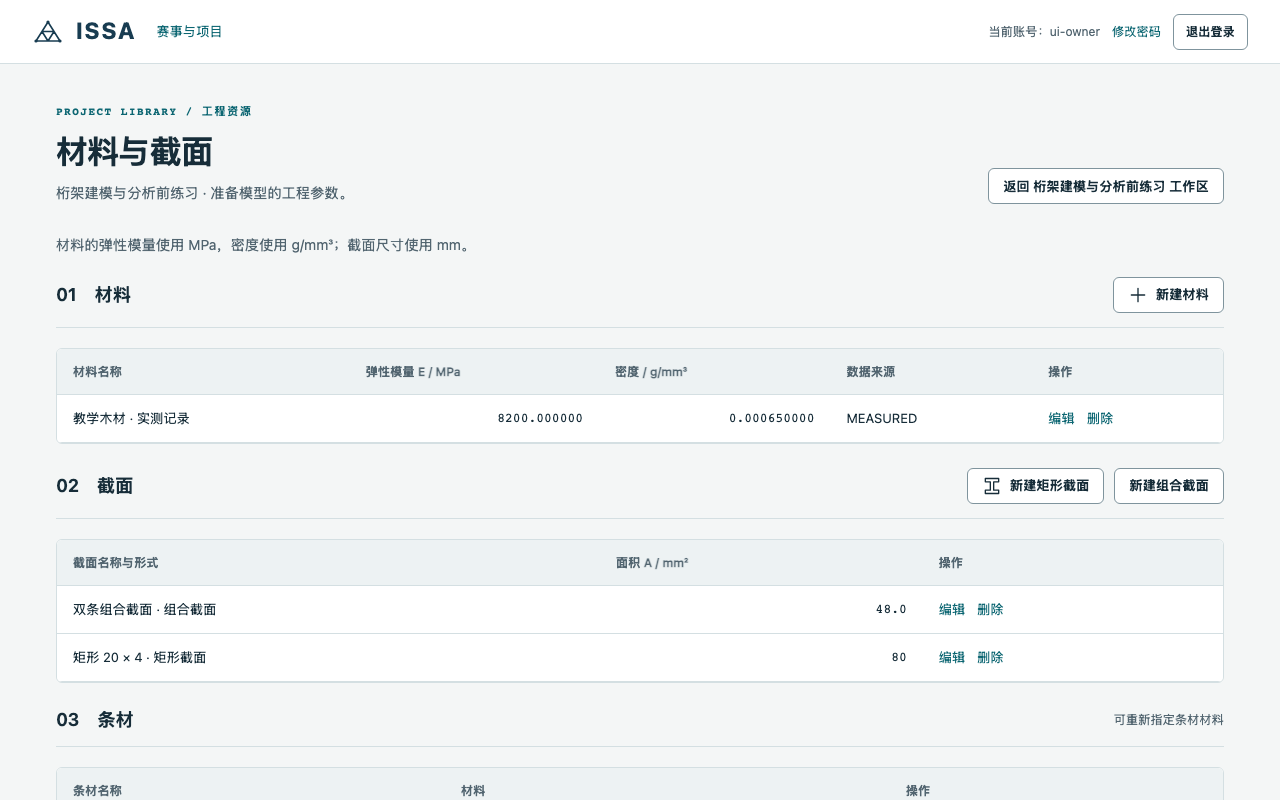 ISSA 赛事与项目 当前账号：ui-owner 修改密码 退出登录
PROJECT LIBRARY / 工程资源
材料与截面
桁架建模与分析前练习 · 准备模型的工程参数。
返回 桁架建模与分析前练习 工作区
材料的弹性模量使用 MPa，密度使用 g/mm³；截面尺寸使用 mm。
01 材料 新建材料
材料名称 弹性模量 E / MPa 密度 / g/mm³ 数据来源 操作
教学木材 · 实测记录 8200.000000 0.000650000 MEASURED 编辑 删除
02 截面 新建矩形截面 新建组合截面
截面名称与形式 面积 A / mm² 操作
双条组合截面 · 组合截面 48.0 编辑 删除
矩形 20 × 4 · 矩形截面 80 编辑 删除
03 条材 可重新指定条材材料
条材名称 材料 操作